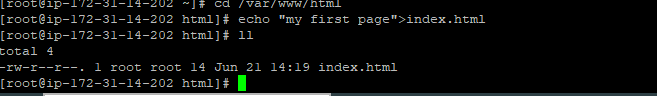 [root@ip-172-31-14-202 ~]# cd /var/www/html
[root@ip-172-31-14-202 html]# echo "my first page">index.html
[root@ip-172-31-14-202 html]# ll
total 4
-rw-r--r--. 1 root root 14 Jun 21 14:19 index.html
[root@ip-172-31-14-202 html]#